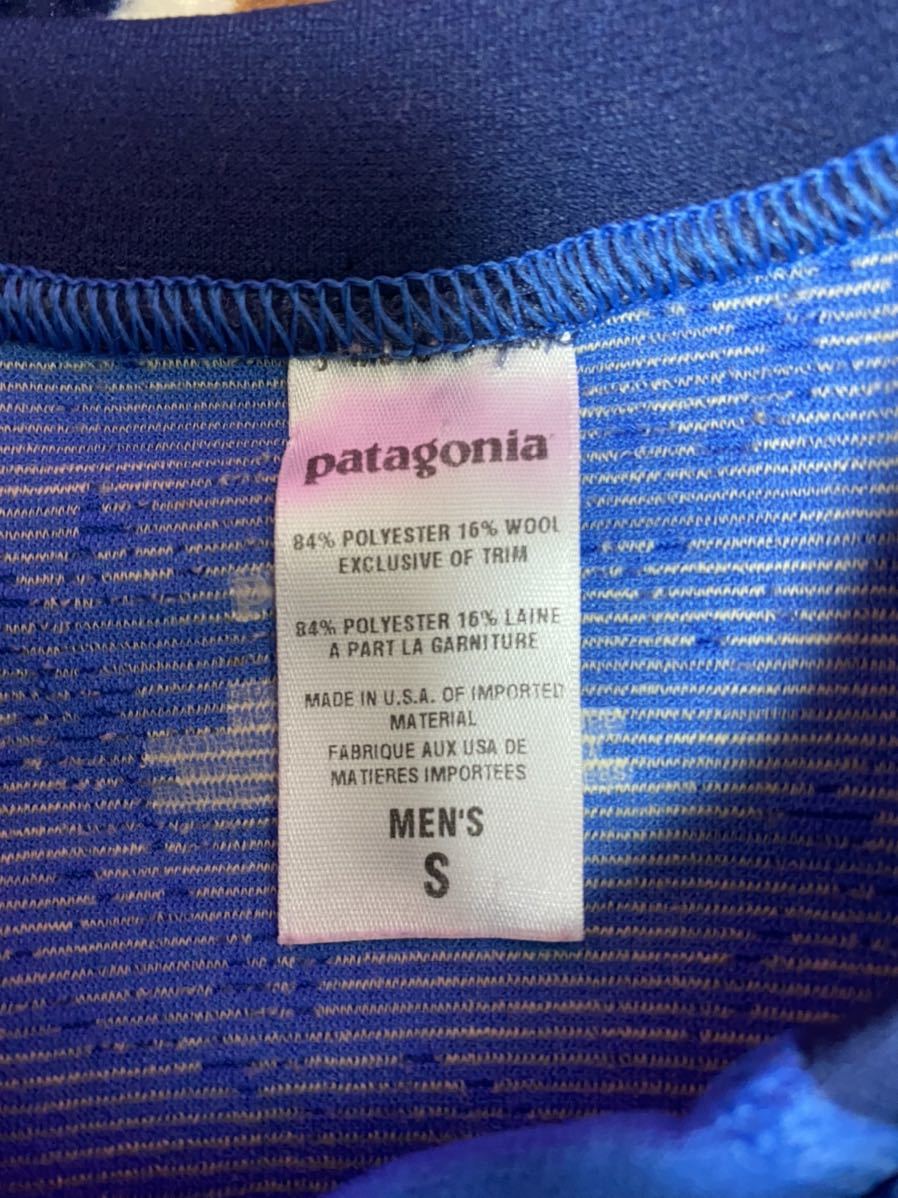 patagonia
84% POLYESTER 16% WOOL
EXCLUSIVE OF TRIM
84% POLYESTER 16% LAINE
A PART LA GARNITURE
MADE IN U.S.A. OF IMPORTED
MATERIAL
FABRIQUE AUX USA DE
MATIERES IMPORTEES
MEN'S
S